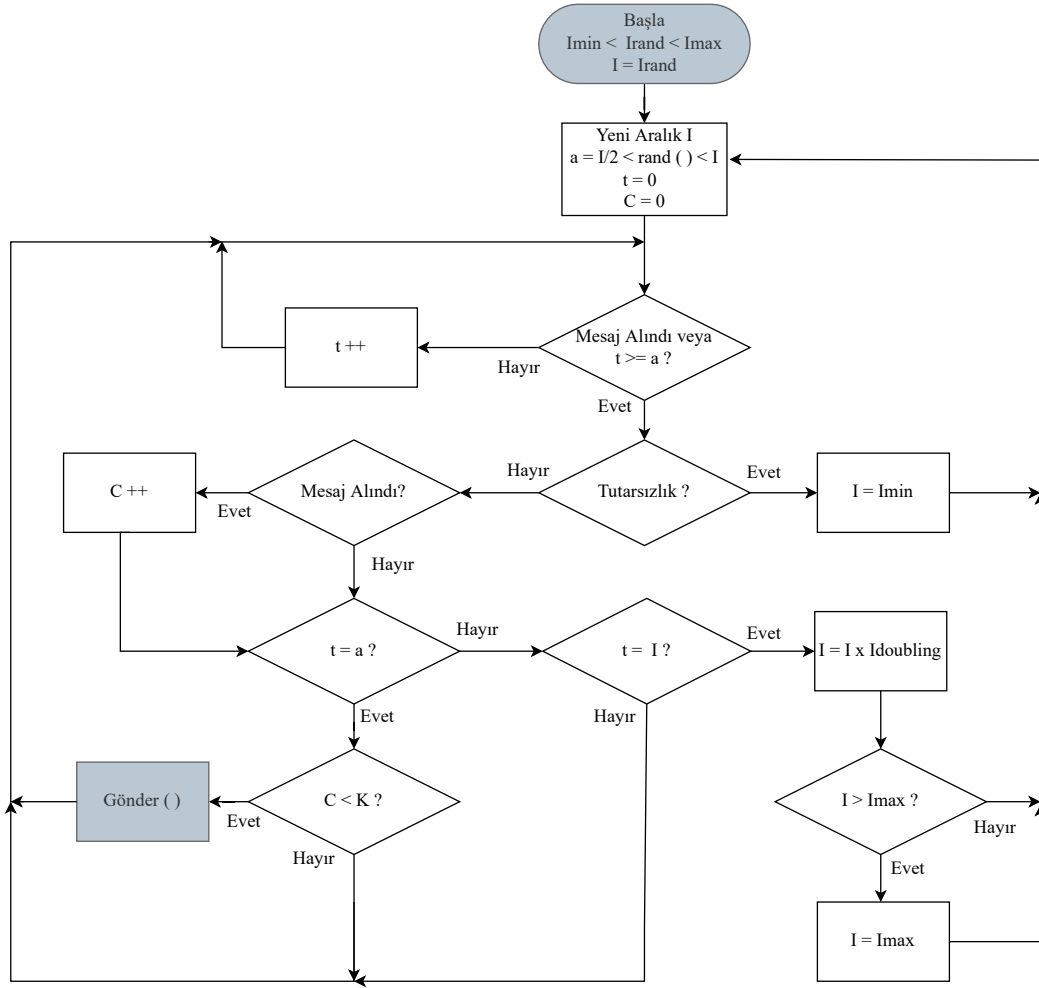 Başla
Imin < Irand < Imax
I = Irand
Yeni Aralık I
a = I/2 < rand ( ) < I
t = 0
C = 0
Mesaj Alındı veya
t >= a ?
t ++
Hayır
Evet
Tutarsızlık ?
Hayır
Evet
Mesaj Alındı?
C ++
Evet
Hayır
I = Imin
t = a ?
Hayır
Evet
t = I ?
Evet
Hayır
I = I x Idoubling
C < K ?
Gönder ( )
Evet
Hayır
I > Imax ?
Hayır
Evet
I = Imax